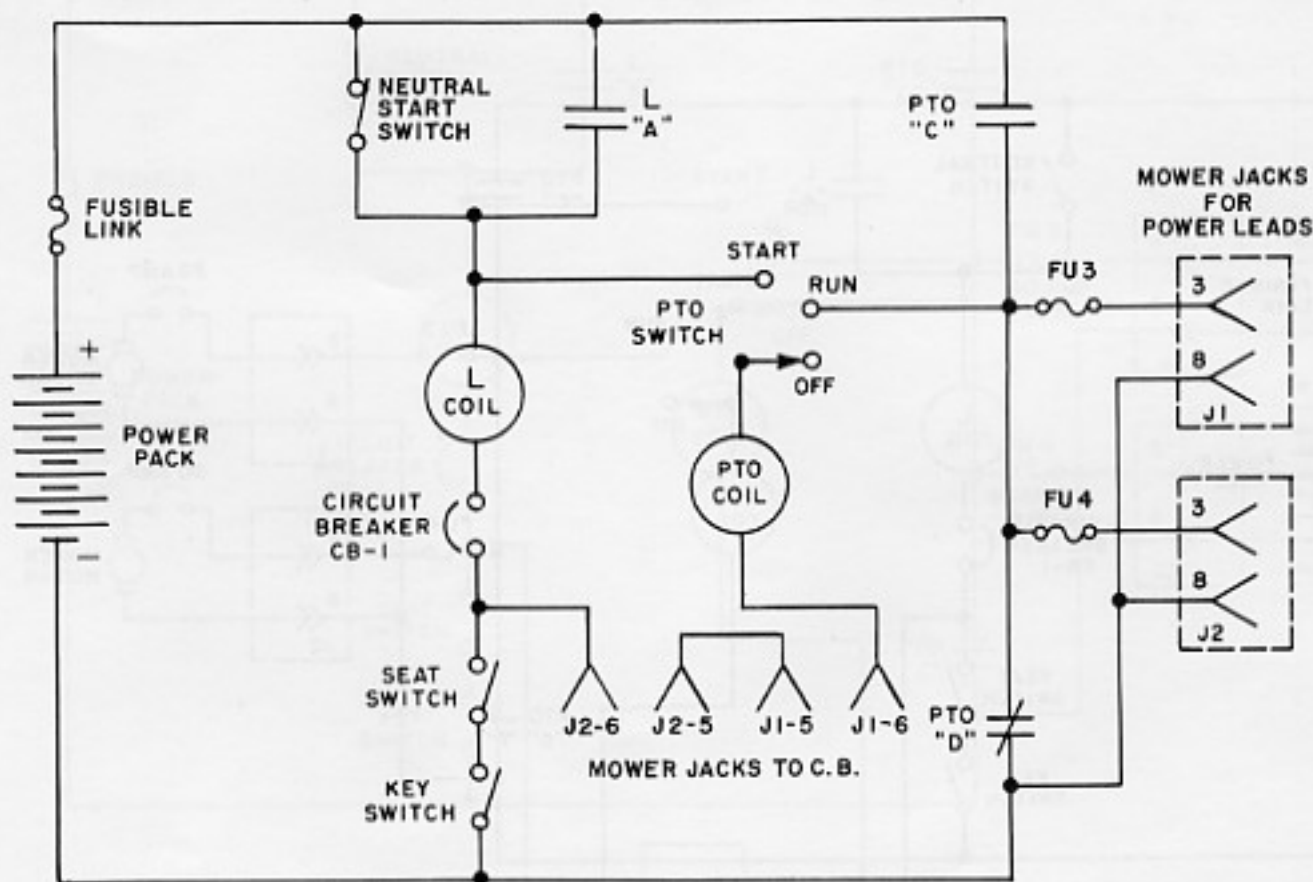 NEUTRAL
START
SWITCH
L
"A"
PTO
"C"
MOWER JACKS
FOR
POWER LEADS
FUSIBLE
LINK
START
RUN
PTO
SWITCH
OFF
FU3
3
8
J1
+
POWER
PACK
−
L
COIL
PTO
COIL
CIRCUIT
BREAKER
CB-1
FU4
3
8
J2
SEAT
SWITCH
J2-6
J2-5
J1-5
J1-6
PTO
"D"
MOWER JACKS TO C.B.
KEY
SWITCH